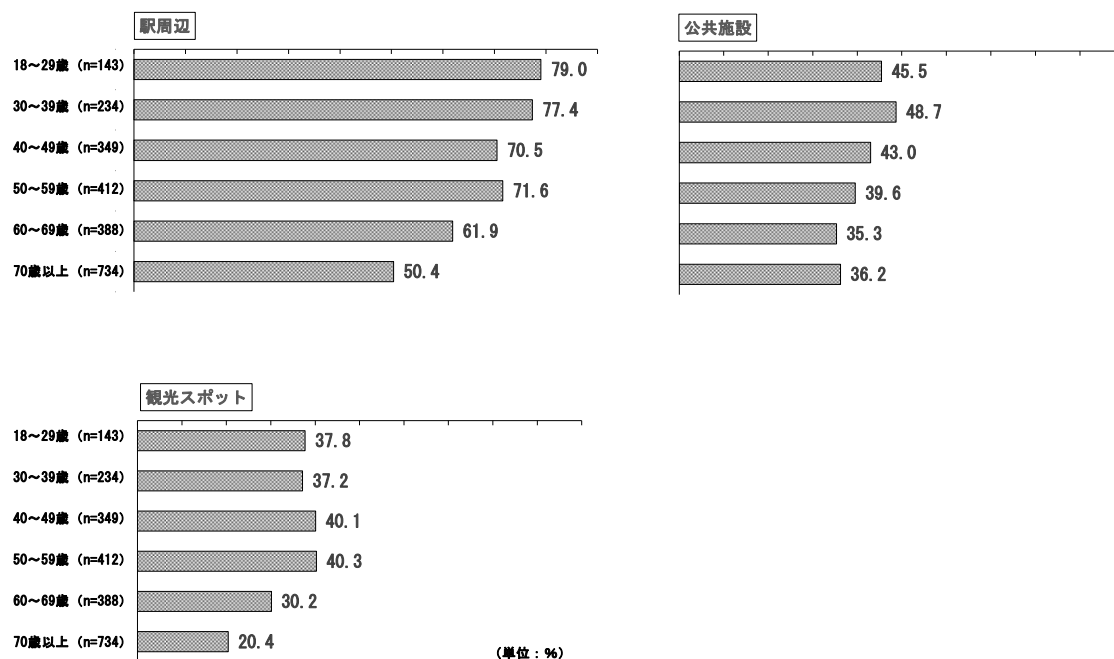 駅周辺
18～29歳（n=143） 79.0
30～39歳（n=234） 77.4
40～49歳（n=349） 70.5
50～59歳（n=412） 71.6
60～69歳（n=388） 61.9
70歳以上（n=734） 50.4
公共施設
45.5
48.7
43.0
39.6
35.3
36.2
観光スポット
18～29歳（n=143） 37.8
30～39歳（n=234） 37.2
40～49歳（n=349） 40.1
50～59歳（n=412） 40.3
60～69歳（n=388） 30.2
70歳以上（n=734） 20.4
（単位：%）